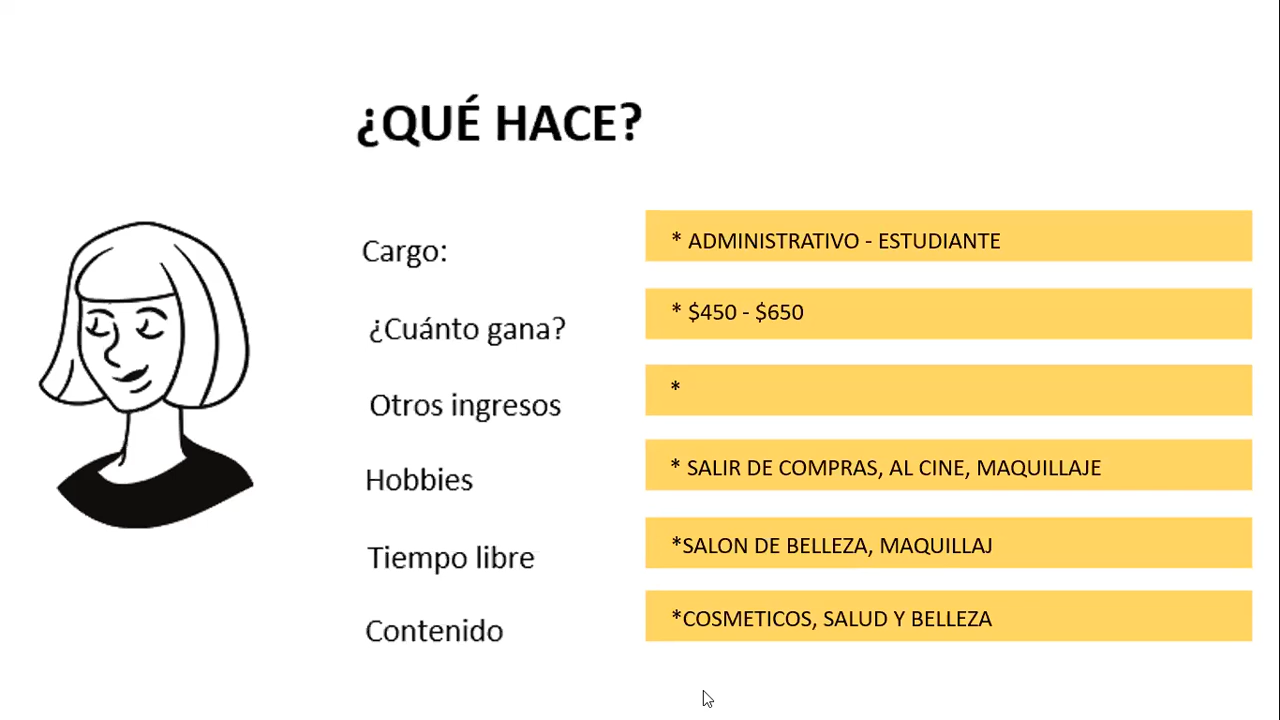 ¿QUÉ HACE?
Cargo: * ADMINISTRATIVO - ESTUDIANTE
¿Cuánto gana? * $450 - $650
Otros ingresos *
Hobbies * SALIR DE COMPRAS, AL CINE, MAQUILLAJE
Tiempo libre *SALON DE BELLEZA, MAQUILLAJ
Contenido *COSMETICOS, SALUD Y BELLEZA